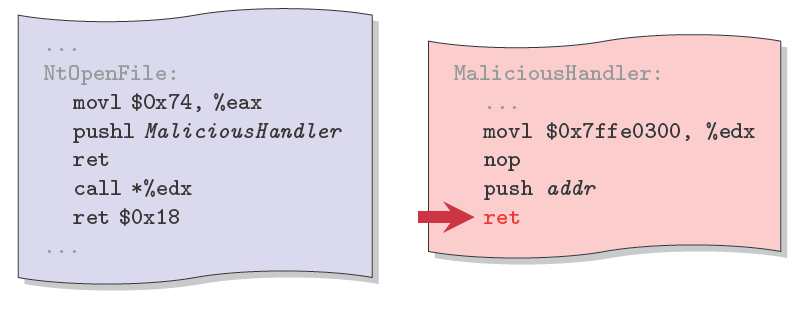 ...
NtOpenFile:
movl $0x74, %eax
pushl MaliciousHandler
ret
call *%edx
ret $0x18
...
MaliciousHandler:
...
movl $0x7ffe0300, %edx
nop
push addr
ret